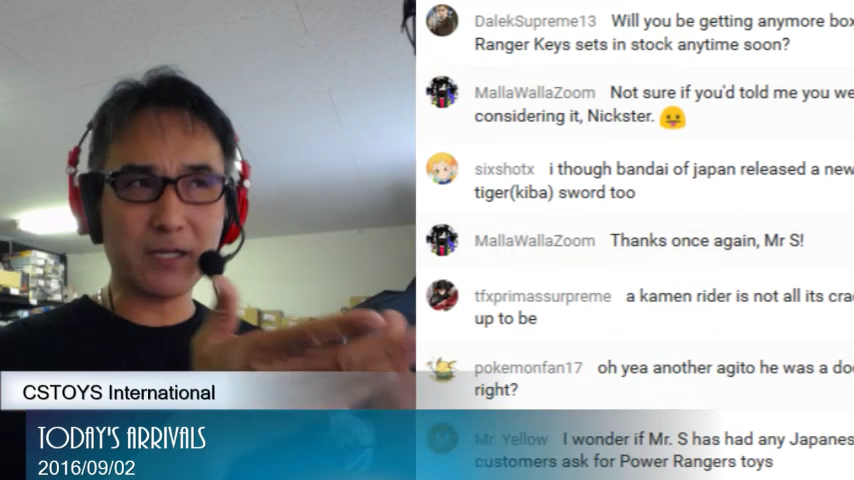 DalekSupreme13 Will you be getting anymore box
Ranger Keys sets in stock anytime soon?
MallaWallaZoom Not sure if you'd told me you we
considering it, Nickster.
sixshotx i though bandai of japan released a new
tiger(kiba) sword too
MallaWallaZoom Thanks once again, Mr S!
tfxprimassurpreme a kamen rider is not all its cra
up to be
pokemonfan17 oh yea another agito he was a do
right?
M Mr. Yellow I wonder if Mr. S has had any Japanes
customers ask for Power Rangers toys
CSTOYS International
TODAY'S ARRIVALS
2016/09/02